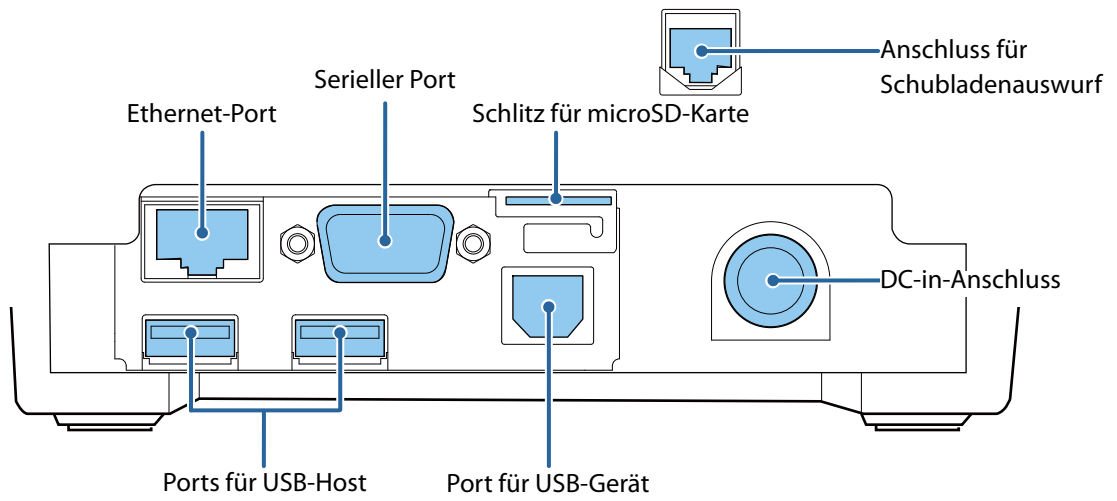 Anschluss für
Schubladenauswurf
Serieller Port
Ethernet-Port
Schlitz für microSD-Karte
DC-in-Anschluss
Ports für USB-Host
Port für USB-Gerät